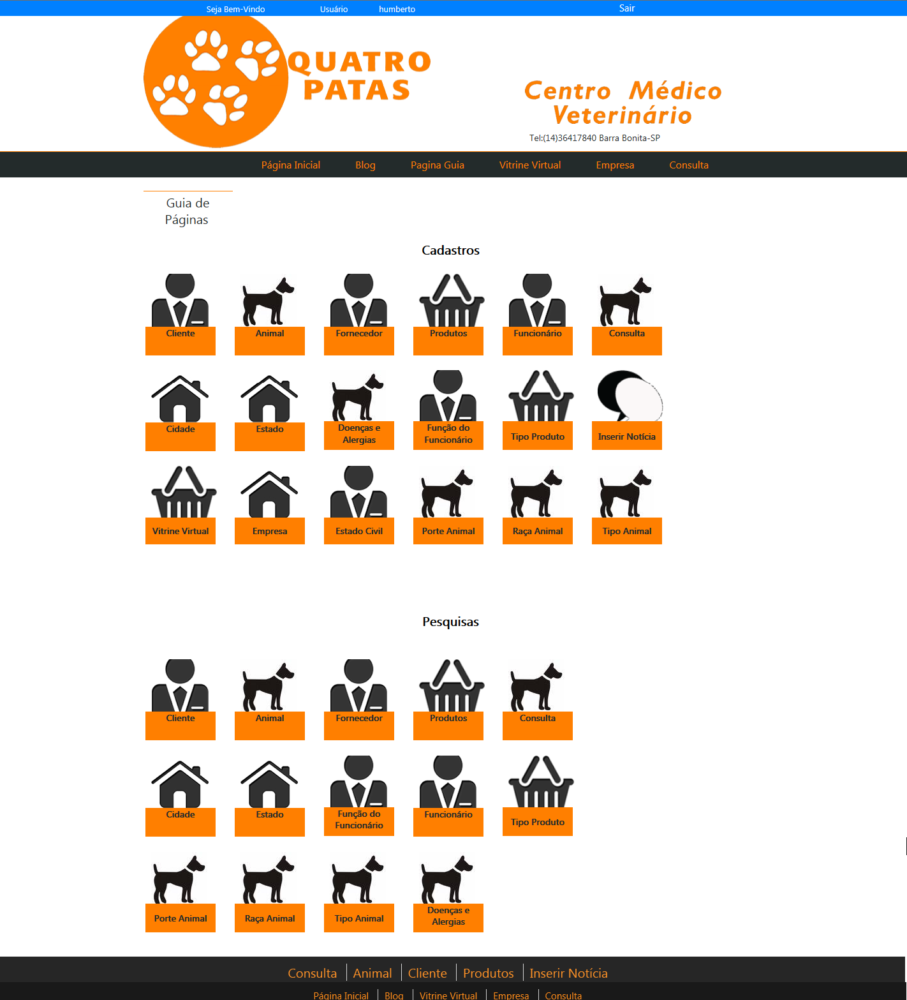 Seja Bem-Vindo Usuário humberto Sair
QUATRO
PATAS
Centro Médico
Veterinário
Tel:(14)36417840 Barra Bonita-SP
Página Inicial Blog Pagina Guia Vitrine Virtual Empresa Consulta
Guia de
Páginas
Cadastros
Cliente Animal Fornecedor Produtos Funcionário Consulta
Cidade Estado Doenças e Alergias Função do Funcionário Tipo Produto Inserir Notícia
Vitrine Virtual Empresa Estado Civil Porte Animal Raça Animal Tipo Animal
Pesquisas
Cliente Animal Fornecedor Produtos Consulta
Cidade Estado Função do Funcionário Funcionário Tipo Produto
Porte Animal Raça Animal Tipo Animal Doenças e Alergias
Consulta Animal Cliente Produtos Inserir Notícia
Página Inicial Blog Vitrine Virtual Empresa Consulta